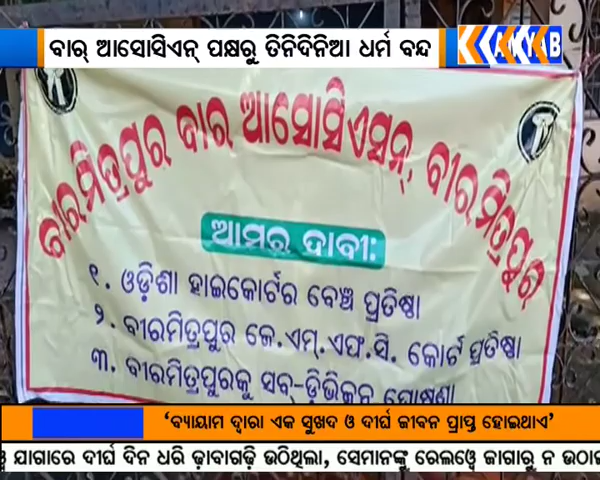 ବାର୍ ଆସୋସିଏନ୍ ପକ୍ଷରୁ ତିନିଦିନିଆ ଧର୍ମ ବନ୍ଦ
ବୀରମିତ୍ରପୁର ବାର ଆସୋସିଏସନ୍, ବୀରମିତ୍ରପୁର
ଆମର ଦାବୀ:
୧. ଓଡ଼ିଶା ହାଇକୋର୍ଟର ବେଞ୍ଚ ପ୍ରତିଷ୍ଠା
୨. ବୀରମିତ୍ରପୁର ଜେ.ଏମ୍.ଏଫ.ସି. କୋର୍ଟ ପ୍ରତିଷ୍ଠା
୩. ବୀରମିତ୍ରପୁରକୁ ସବ୍-ଡ଼ିଭିଜନ ଘୋଷଣା
‘ବ୍ୟାୟାମ ଦ୍ୱାରା ଏକ ସୁଖଦ ଓ ଦୀର୍ଘ ଜୀବନ ପ୍ରାପ୍ତ ହୋଇଥାଏ’
ଯାଗାରେ ଦୀର୍ଘ ଦିନ ଧରି ଢ଼ାବାଗଢ଼ି ଉଠିଥିଲା, ସେମାନଙ୍କୁ ରେଲୱେ ଜାଗାରୁ ନ ଉଠାଇ